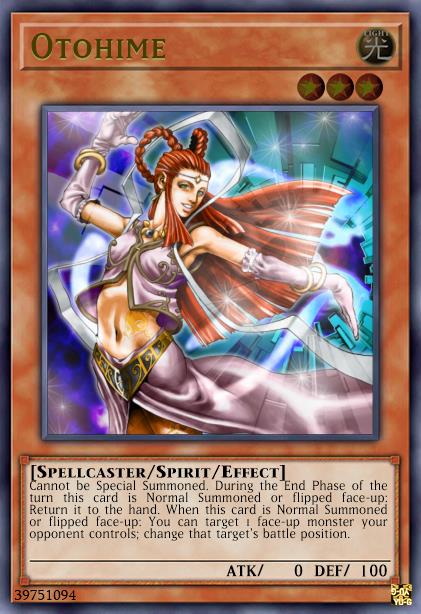 Otohime
LIGHT
光
[Spellcaster/Spirit/Effect]
Cannot be Special Summoned. During the End Phase of the
turn this card is Normal Summoned or flipped face-up:
Return it to the hand. When this card is Normal Summoned
or flipped face-up: You can target 1 face-up monster your
opponent controls; change that target's battle position.
ATK/ 0 DEF/ 100
39751094